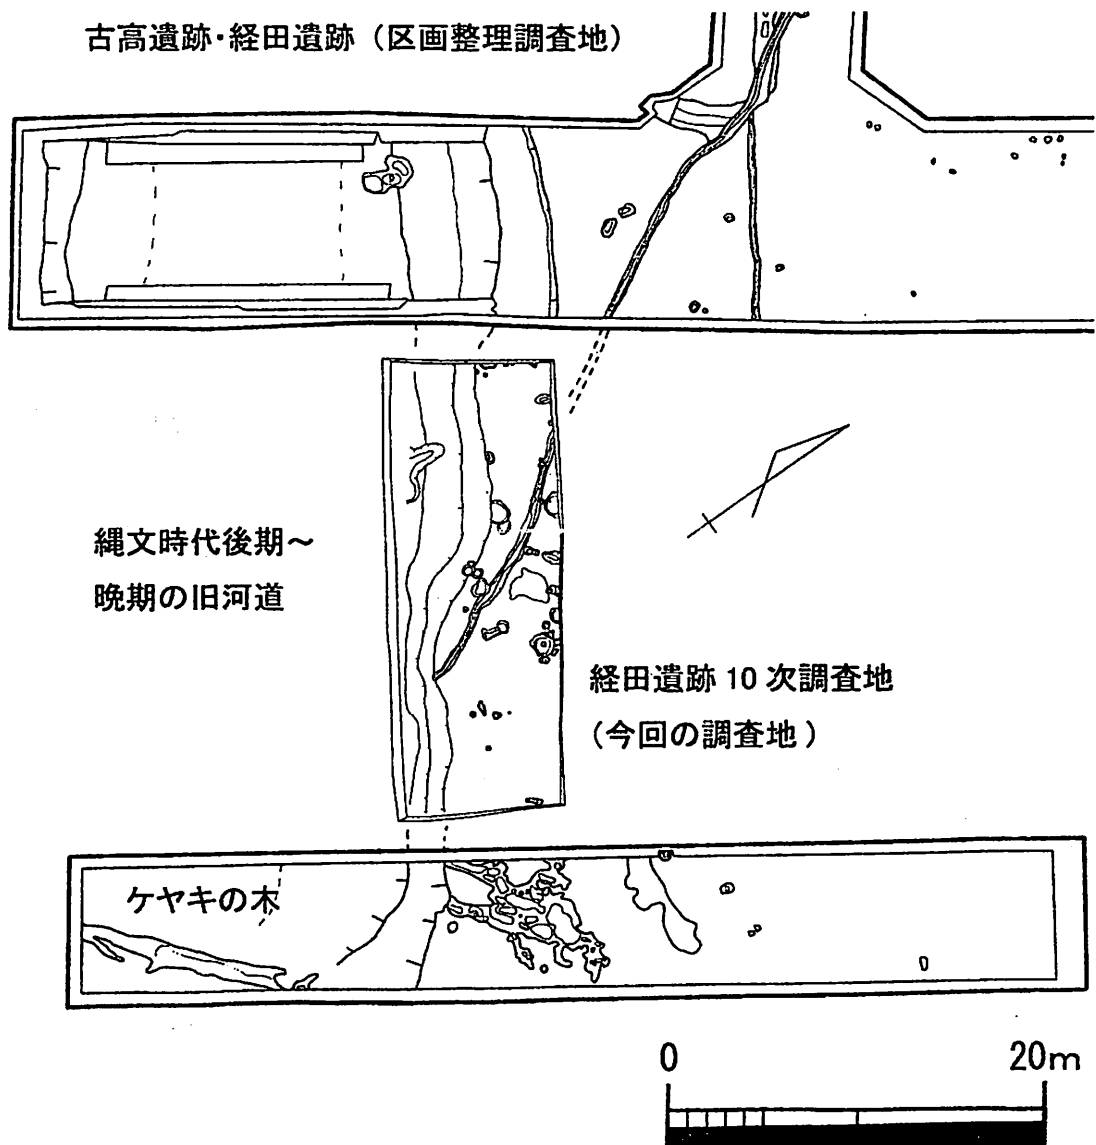 古高遺跡・経田遺跡（区画整理調査地）
縄文時代後期～
晩期の旧河道
経田遺跡 10 次調査地
（今回の調査地）
ケヤキの木
0 20m